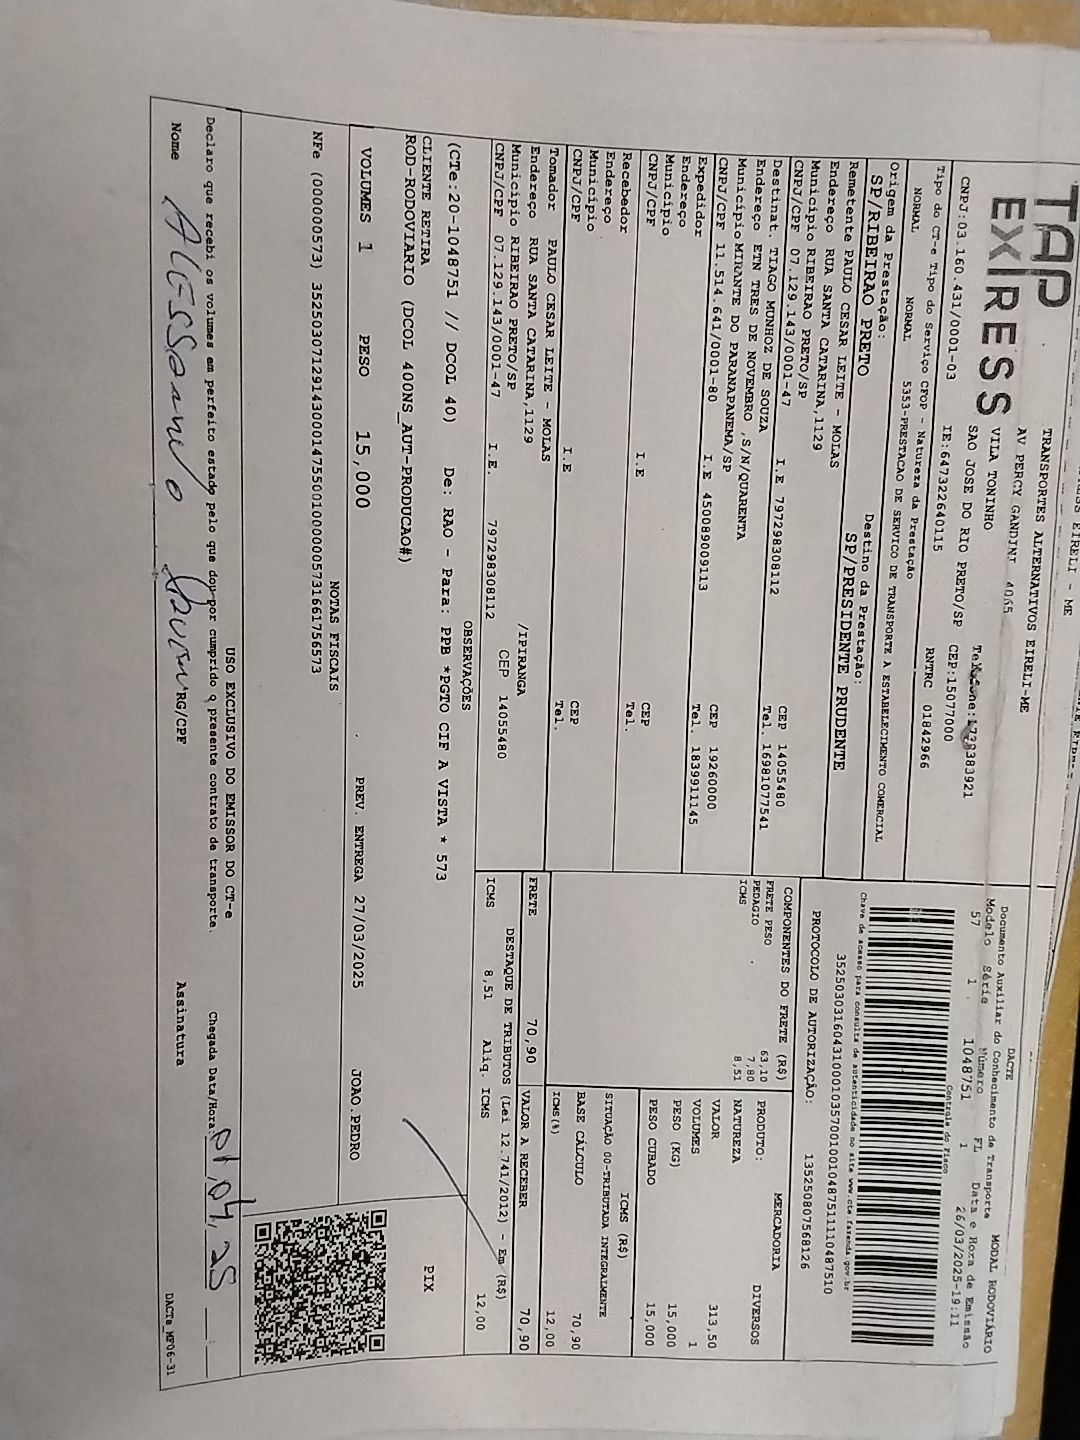 TAP
EX|RESS
TRANSPORTES ALTERNATIVOS EIRELI-ME
AV PERCY GANDINI
VILA TONINHO
SAO JOSE DO RIO PRETO/SP CEP:15077000
CNPJ:03.160.431/0001-03 IE:647322640115 RNTRC 01842966
Tipo do CT-e Tipo do Serviço CFOP - Natureza da Prestação
NORMAL NORMAL 5353-PRESTACAO DE SERVICO DE TRANSPORTE A ESTABELECIMENTO COMERCIAL
Origem da Prestação: Destino da Prestação:
SP/RIBEIRAO PRETO SP/PRESIDENTE PRUDENTE
Remetente PAULO CESAR LEITE - MOLAS
Endereço RUA SANTA CATARINA,1129
Município RIBEIRAO PRETO/SP CEP 14055480
CNPJ/CPF 07.129.143/0001-47 I.E 797298308112 Tel. 16981077541
Destinat. TIAGO MUNHOZ DE SOUZA
Endereço ETN TRES DE NOVEMBRO ,S/N/QUARENTA
Município MIRANTE DO PARANAPANEMA/SP CEP 19260000
CNPJ/CPF 11.514.641/0001-80 I.E 450089009113 Tel. 1839911145
Expedidor
Endereço
Município CEP
CNPJ/CPF I.E Tel.
Recebedor
Endereço
Município CEP
CNPJ/CPF I.E Tel.
Tomador PAULO CESAR LEITE - MOLAS
Endereço RUA SANTA CATARINA,1129 /IPIRANGA
Município RIBEIRAO PRETO/SP CEP 14055480
CNPJ/CPF 07.129.143/0001-47 I.E. 797298308112
DACTE MODAL RODOVIÁRIO
Documento Auxiliar do Conhecimento de Transporte
Modelo Série Número FL Data e Hora de Emissão
57 1 1048751 1 26/03/2025-19:11
Controle do Fisco
Chave de acesso para consulta de autenticidade no site www.cte.fazenda.gov.br
35250303160431000103570010010487511110487510
PROTOCOLO DE AUTORIZAÇÃO: 135250807568126
COMPONENTES DO FRETE (R$)
FRETE PESO 63,10
PEDAGIO 7,80
ICMS 8,51
MERCADORIA
PRODUTO: DIVERSOS
NATUREZA
VALOR 313,50
VOLUMES 1
PESO (KG) 15,000
PESO CUBADO 15,000
ICMS (R$)
SITUAÇÃO 00-TRIBUTADA INTEGRALMENTE
BASE CÁLCULO 70,90
ICMS(%) 12,00
FRETE 70,90 VALOR A RECEBER 70,90
DESTAQUE DE TRIBUTOS (Lei 12.741/2012) - Em (R$)
ICMS 8,51 Aliq. ICMS 12,00
OBSERVAÇÕES
(CTe:20-1048751 // DCOL 40) De: RAO - Para: PPB *PGTO CIF A VISTA * 573
CLIENTE RETIRA
ROD-RODOVIARIO (DCOL 400NS_AUT-PRODUCAO#)
PIX
VOLUMES 1 PESO 15,000 PREV. ENTREGA 27/03/2025 JOAO.PEDRO
NOTAS FISCAIS
NFe (000000573) 35250307129143000147550010000005731661756573
USO EXCLUSIVO DO EMISSOR DO CT-e
Declaro que recebi os volumes em perfeito estado pelo que dou por cumprido o presente contrato de transporte. Chegada Data/Hora: 01,04,25
Nome RG/CPF Assinatura
DACTe_MF06-31